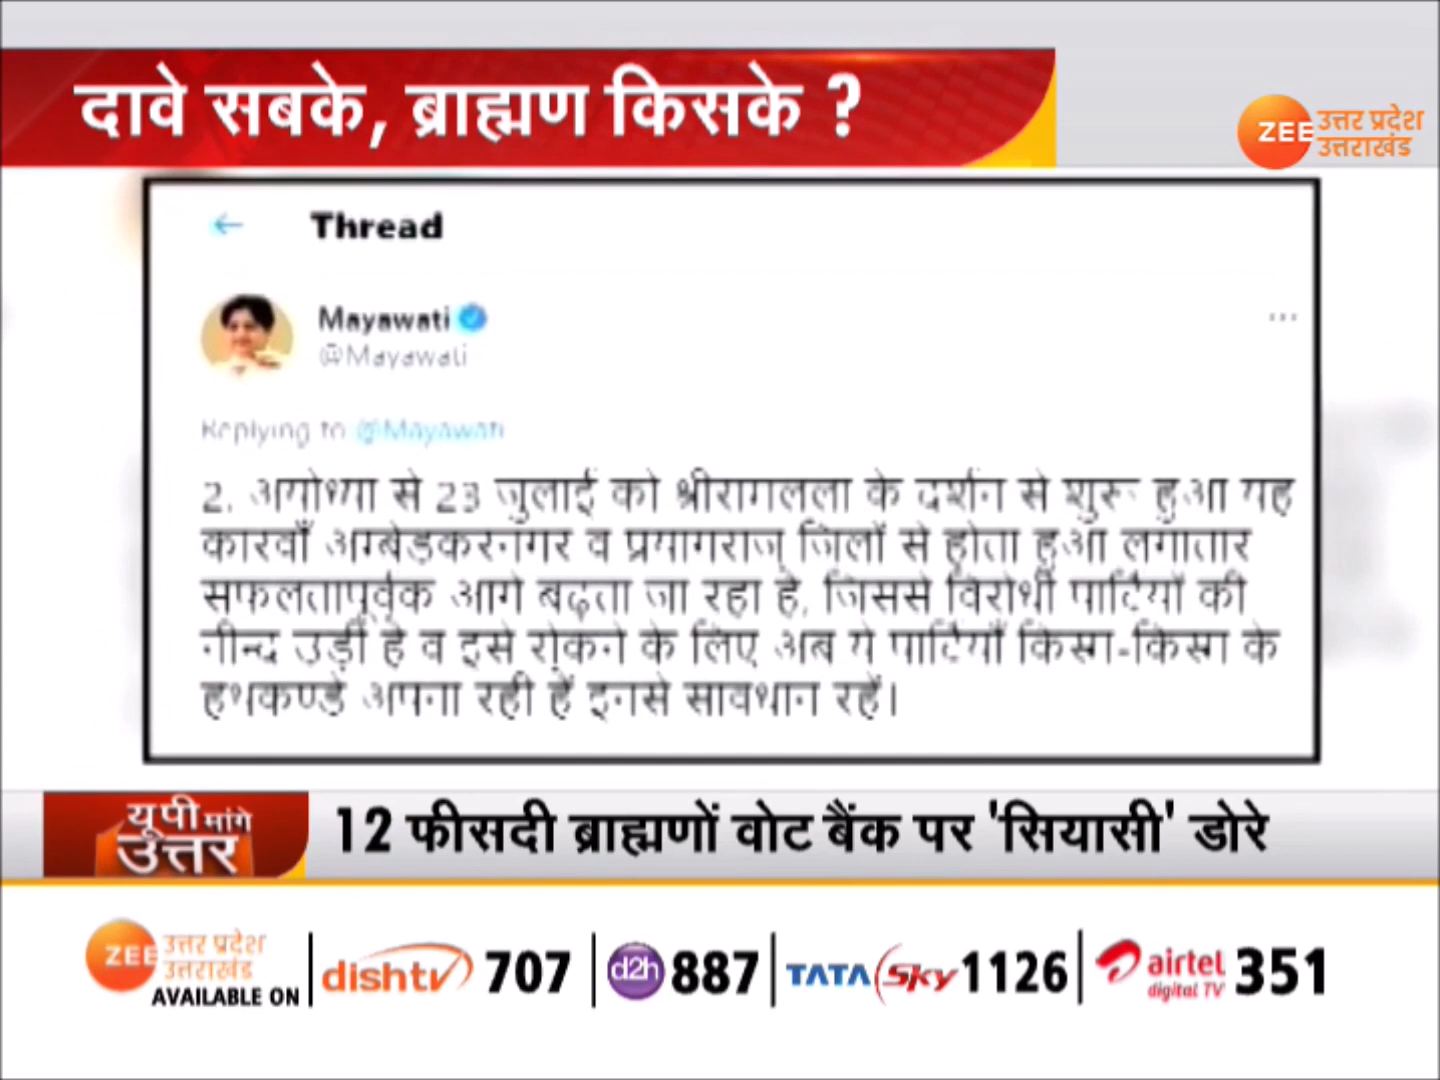 दावे सबके, ब्राह्मण किसके ?
ZEE उत्तर प्रदेश
उत्तराखंड
Thread
Mayawati
@Mayawati
Replying to @Mayawati
2. अयोध्या से 23 जुलाई को श्रीरामलला के दर्शन से शुरू हुआ यह
कारवाँ अम्बेडकरनगर व प्रयागराज जिलों से होता हुआ लगातार
सफलतापूर्वक आगे बढ़ता जा रहा है, जिससे विरोधी पार्टियों की
नीन्द उड़ी है व इसे रोकने के लिए अब ये पार्टियाँ किस्म-किस्म के
हथकण्डे अपना रही हैं इनसे सावधान रहें।
यूपी मांगे
उत्तर
12 फीसदी ब्राह्मणों वोट बैंक पर 'सियासी' डोरे
ZEE उत्तर प्रदेश
उत्तराखंड
AVAILABLE ON
dishtv 707
d2h 887
TATA Sky 1126
airtel digital TV 351